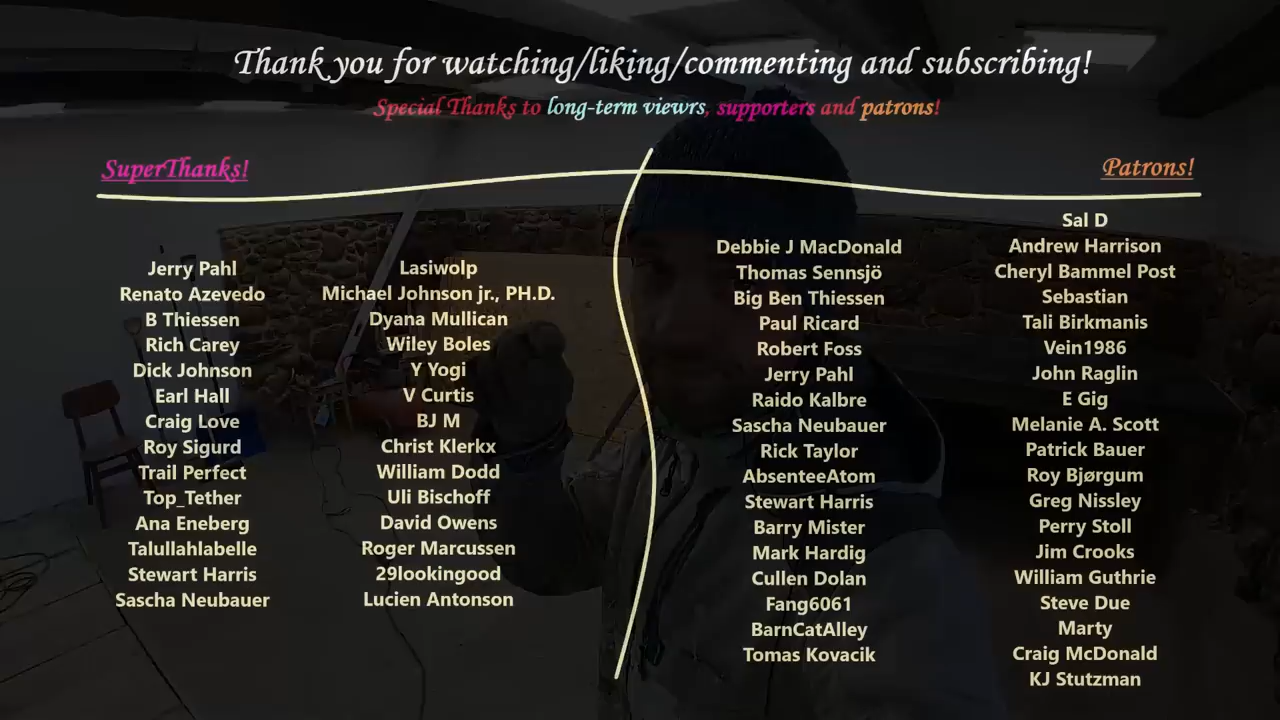 Thank you for watching/liking/commenting and subscribing!
Special Thanks to long-term viewrs, supporters and patrons!
SuperThanks!
Jerry Pahl
Renato Azevedo
B Thiessen
Rich Carey
Dick Johnson
Earl Hall
Craig Love
Roy Sigurd
Trail Perfect
Top_Tether
Ana Eneberg
Talullahlabelle
Stewart Harris
Sascha Neubauer
Lasiwolp
Michael Johnson jr., PH.D.
Dyana Mullican
Wiley Boles
Y Yogi
V Curtis
BJ M
Christ Klerkx
William Dodd
Uli Bischoff
David Owens
Roger Marcussen
29lookingood
Lucien Antonson
Patrons!
Debbie J MacDonald
Thomas Sennsjö
Big Ben Thiessen
Paul Ricard
Robert Foss
Jerry Pahl
Raido Kalbre
Sascha Neubauer
Rick Taylor
AbsenteeAtom
Stewart Harris
Barry Mister
Mark Hardig
Cullen Dolan
Fang6061
BarnCatAlley
Tomas Kovacik
Sal D
Andrew Harrison
Cheryl Bammel Post
Sebastian
Tali Birkmanis
Vein1986
John Raglin
E Gig
Melanie A. Scott
Patrick Bauer
Roy Bjørgum
Greg Nissley
Perry Stoll
Jim Crooks
William Guthrie
Steve Due
Marty
Craig McDonald
KJ Stutzman